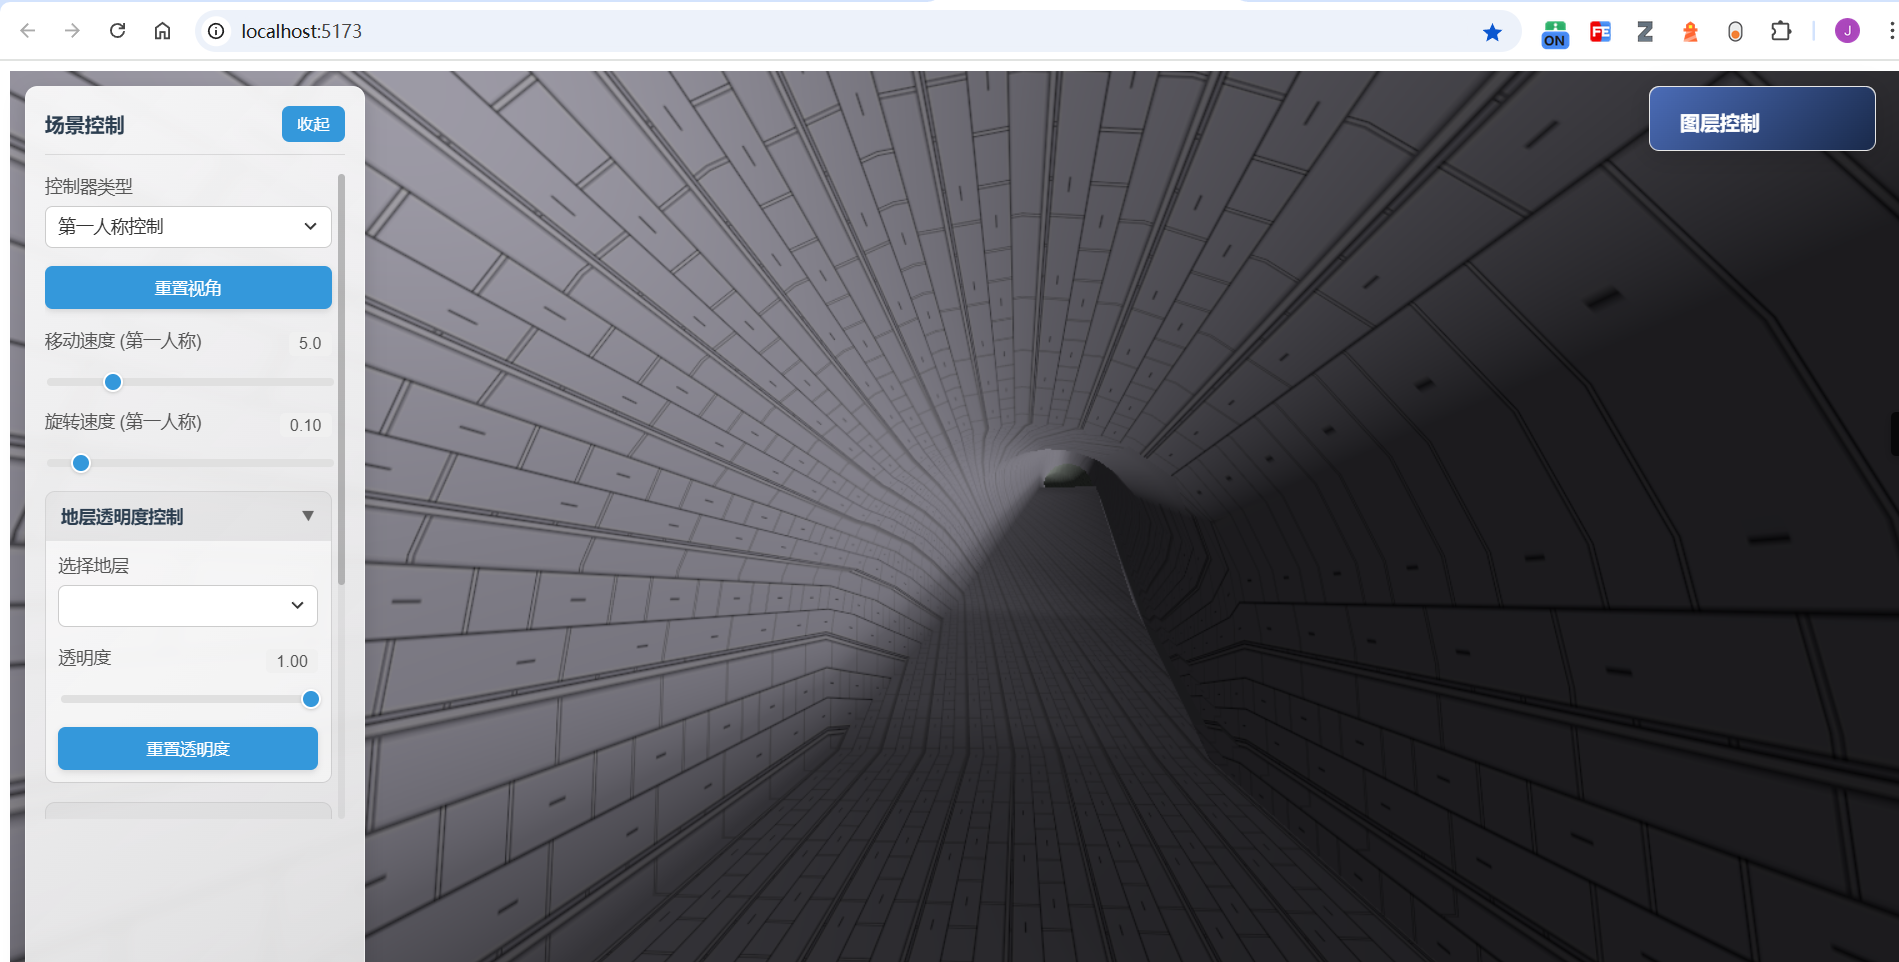 localhost:5173
ON
FE
Z
J
场景控制
收起
控制器类型
第一人称控制
重置视角
移动速度 (第一人称)
5.0
旋转速度 (第一人称)
0.10
地层透明度控制
▼
选择地层
透明度
1.00
重置透明度
图层控制